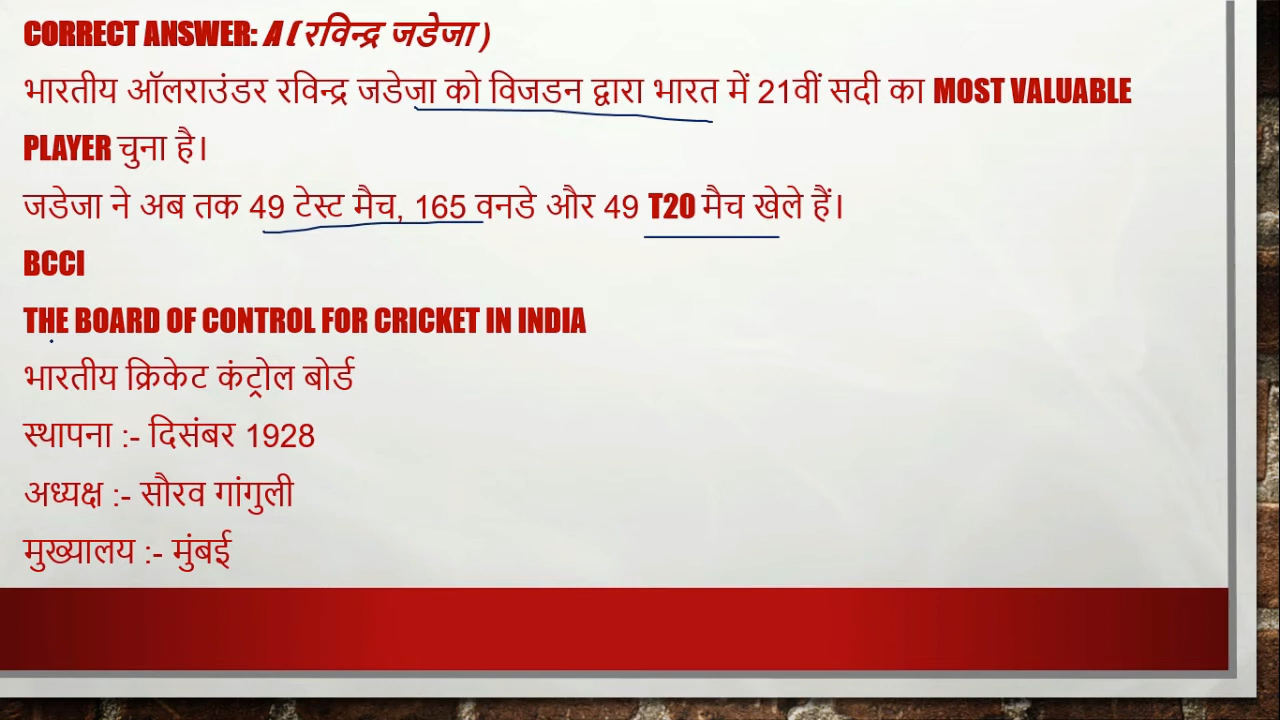 CORRECT ANSWER: A ( रविन्द्र जडेजा )
भारतीय ऑलराउंडर रविन्द्र जडेजा को विजडन द्वारा भारत में 21वीं सदी का MOST VALUABLE
PLAYER चुना है।
जडेजा ने अब तक 49 टेस्ट मैच, 165 वनडे और 49 T20 मैच खेले हैं।
BCCI
THE BOARD OF CONTROL FOR CRICKET IN INDIA
भारतीय क्रिकेट कंट्रोल बोर्ड
स्थापना :- दिसंबर 1928
अध्यक्ष :- सौरव गांगुली
मुख्यालय :- मुंबई